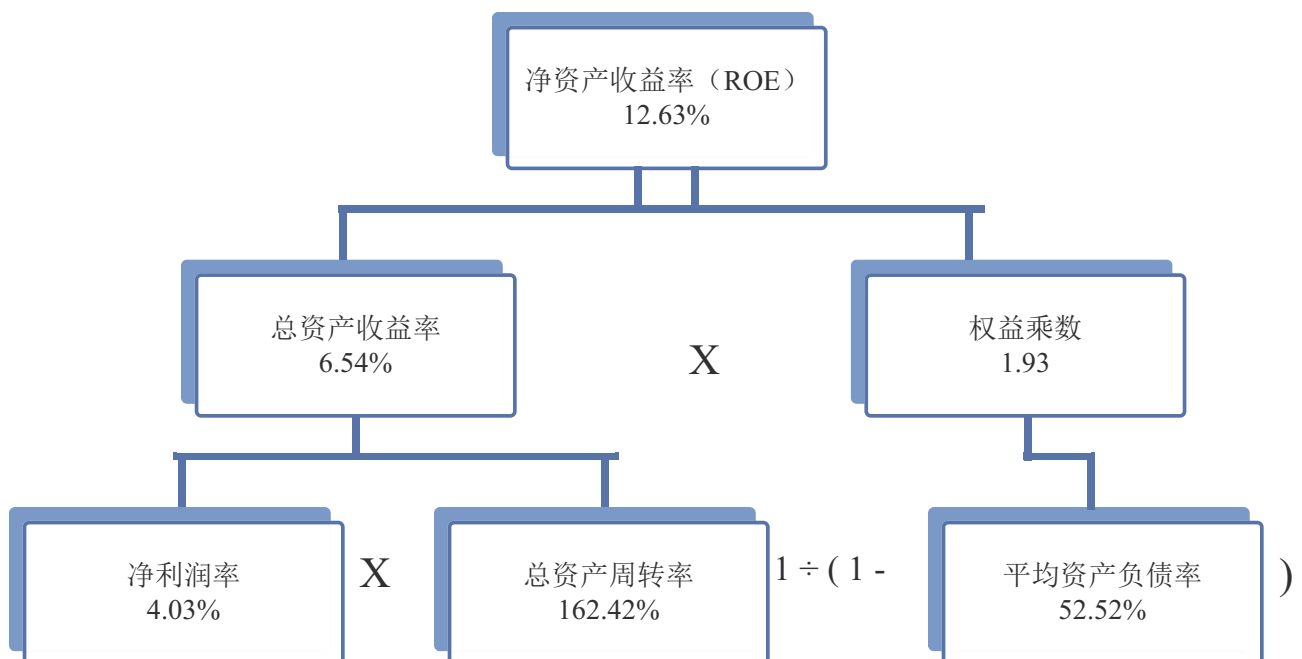 净资产收益率（ROE）
12.63%
总资产收益率
6.54%
X
权益乘数
1.93
净利润率
4.03%
X
总资产周转率
162.42%
1 ÷ ( 1 -
平均资产负债率
52.52%
)